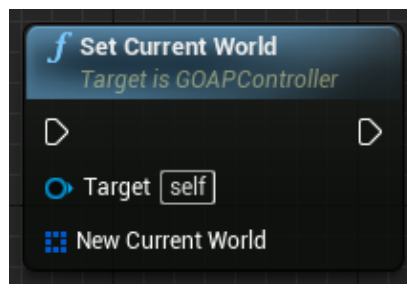 f Set Current World
Target is GOAPController
Target self
New Current World